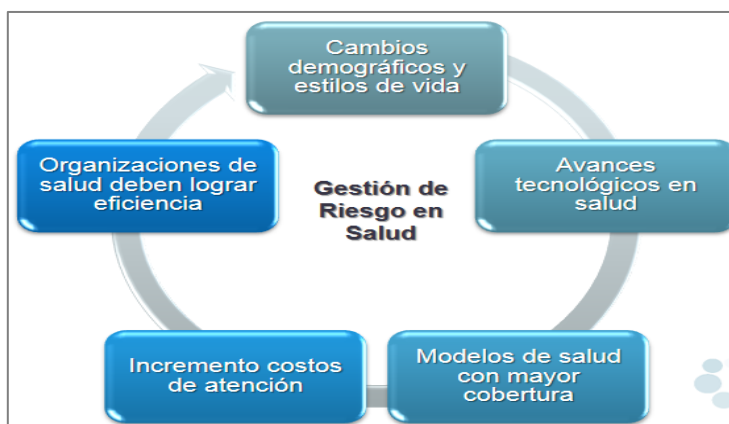 Cambios
demográficos y
estilos de vida
Avances
tecnológicos en
salud
Modelos de salud
con mayor
cobertura
Incremento costos
de atención
Organizaciones de
salud deben lograr
eficiencia
Gestión de
Riesgo en
Salud